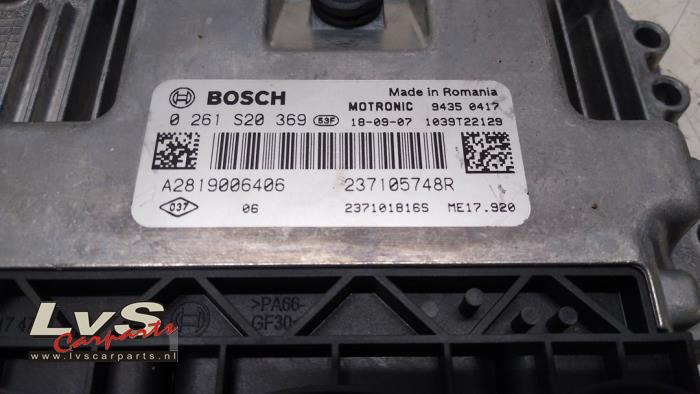 BOSCH
Made in Romania
MOTRONIC 9435 0417
0 261 S20 369 53F 18-09-07 1039T22129
A2819006406 237105748R
037 06 237101816S ME17.920
>PA66-
GF30
LvS
Carparts
www.lvscarparts.nl